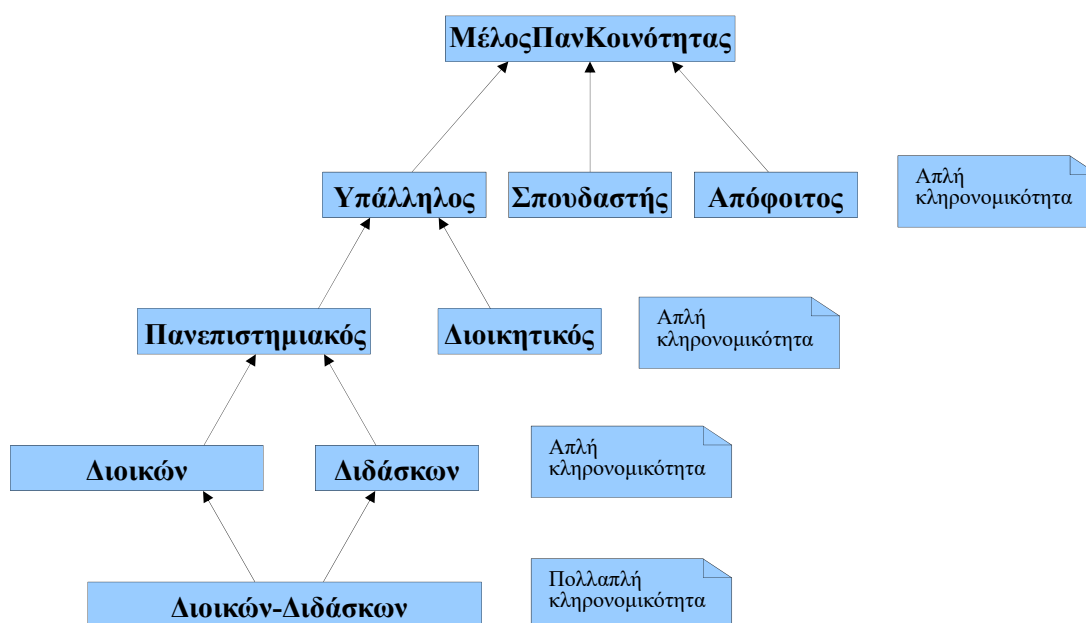 ΜέλοςΠανΚοινότητας
Υπάλληλος
Σπουδαστής
Απόφοιτος
Απλή
κληρονομικότητα
Πανεπιστημιακός
Διοικητικός
Απλή
κληρονομικότητα
Διοικών
Διδάσκων
Απλή
κληρονομικότητα
Διοικών-Διδάσκων
Πολλαπλή
κληρονομικότητα